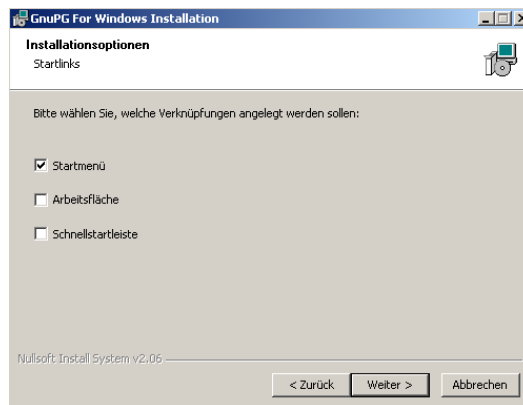 GnuPG For Windows Installation
Installationsoptionen
Startlinks
Bitte wählen Sie, welche Verknüpfungen angelegt werden sollen:
Startmenü
Arbeitsfläche
Schnellstartleiste
Nullsoft Install System v2.06
< Zurück Weiter > Abbrechen